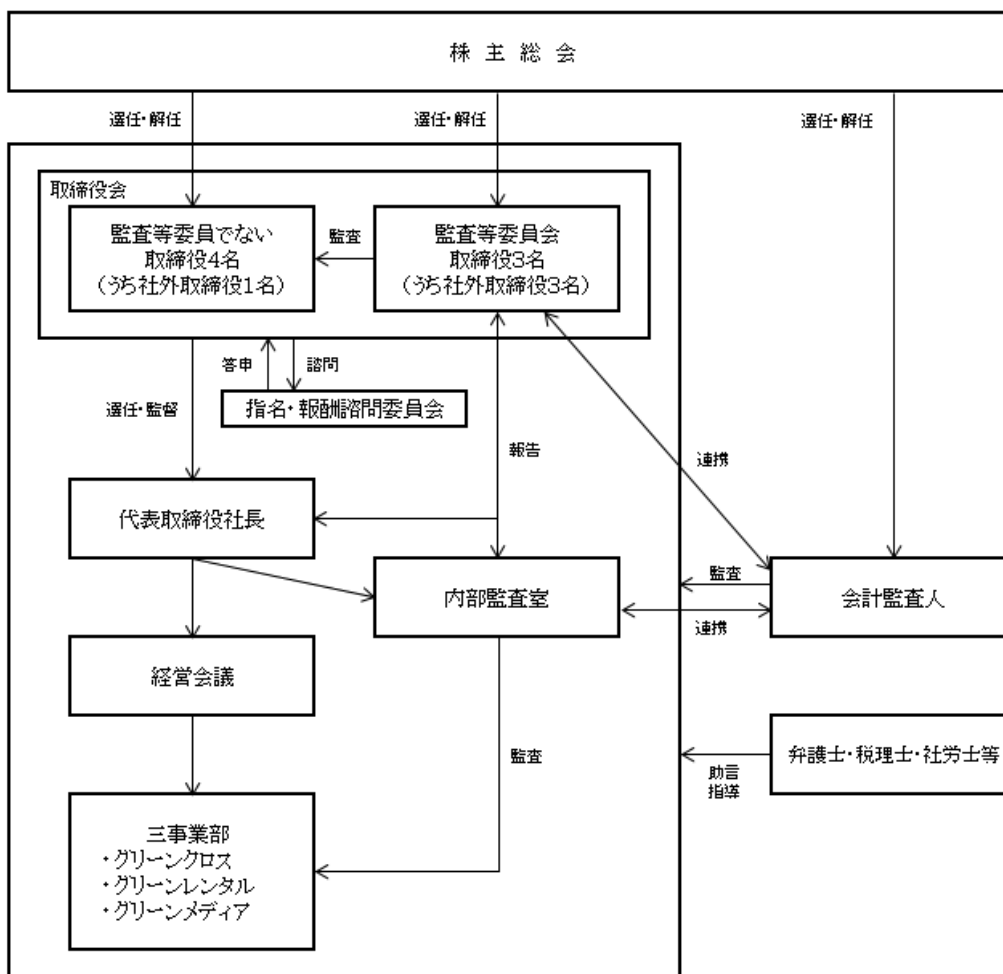 株主総会
選任・解任
選任・解任
選任・解任
取締役会
監査等委員でない
取締役4名
(うち社外取締役1名)
監査
監査等委員会
取締役3名
(うち社外取締役3名)
答申
諮問
指名・報酬諮問委員会
選任・監督
報告
連携
代表取締役社長
内部監査室
監査
連携
会計監査人
経営会議
監査
弁護士・税理士・社労士等
助言
指導
三事業部
・グリーンクロス
・グリーンレンタル
・グリーンメディア